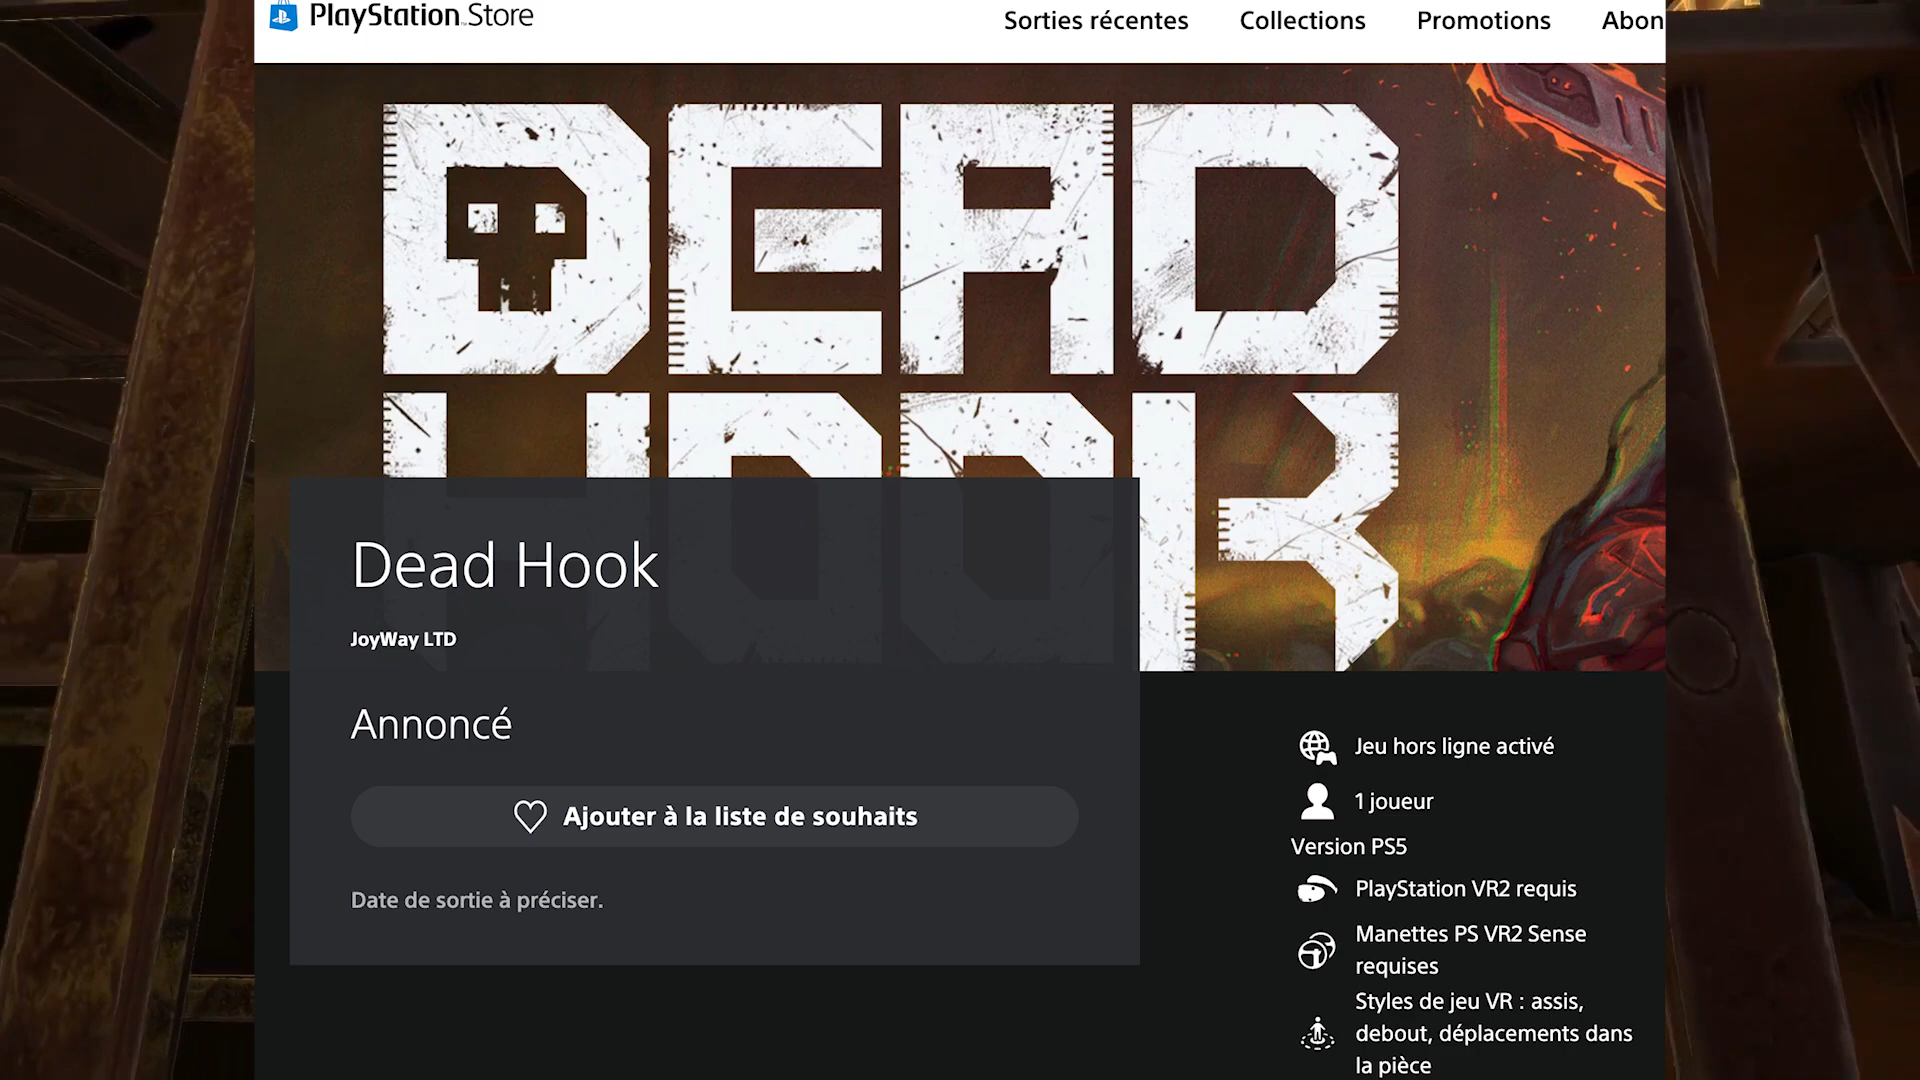 PlayStation Store
Sorties récentes
Collections
Promotions
Abon
DEAD
HOOK
Dead Hook
JoyWay LTD
Annoncé
Ajouter à la liste de souhaits
Date de sortie à préciser.
Jeu hors ligne activé
1 joueur
Version PS5
PlayStation VR2 requis
Manettes PS VR2 Sense
requises
Styles de jeu VR : assis,
debout, déplacements dans
la pièce